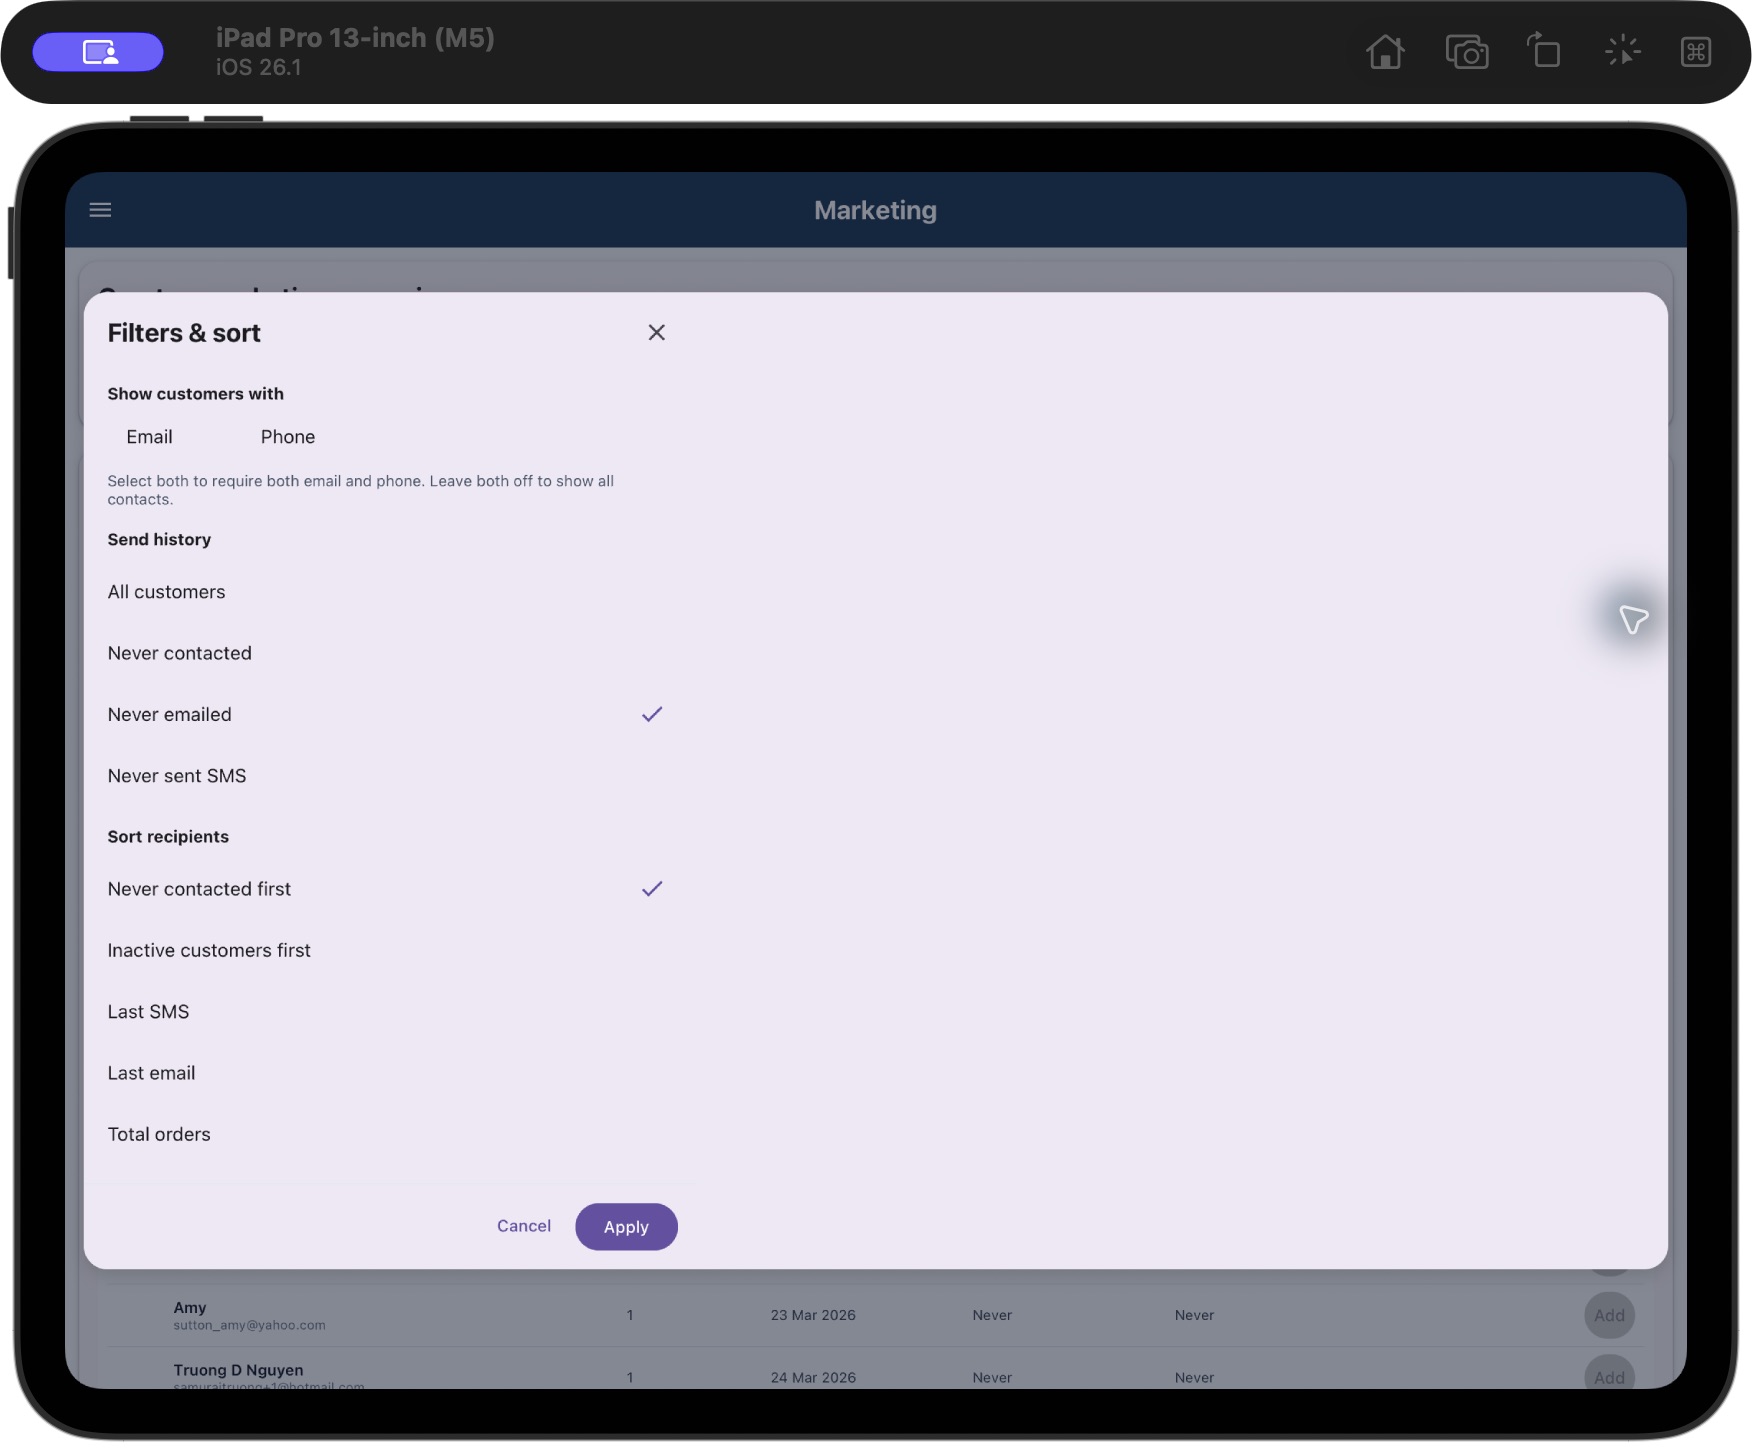 iPad Pro 13-inch (M5)
iOS 26.1
Marketing
Filters & sort
Show customers with
Email Phone
Select both to require both email and phone. Leave both off to show all
contacts.
Send history
All customers
Never contacted
Never emailed
Never sent SMS
Sort recipients
Never contacted first
Inactive customers first
Last SMS
Last email
Total orders
Cancel Apply
Amy
sutton_amy@yahoo.com
1 23 Mar 2026 Never Never Add
Truong D Nguyen
samuraitruong+1@hotmail.com
1 24 Mar 2026 Never Never Add